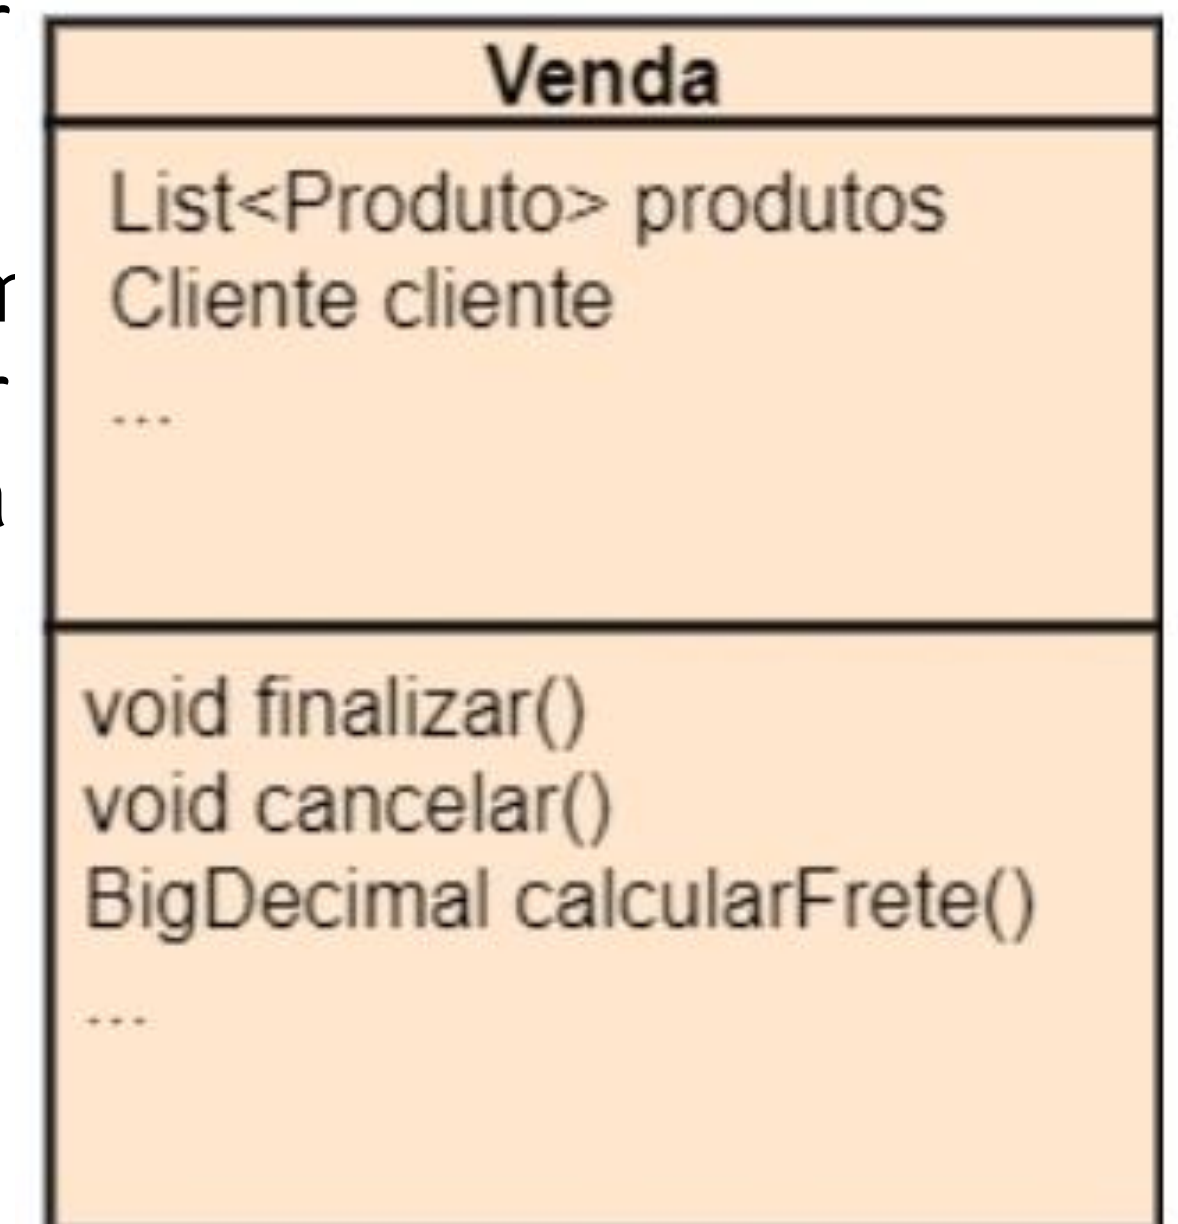 Venda
List<Produto> produtos
Cliente cliente
...
void finalizar()
void cancelar()
BigDecimal calcularFrete()
...